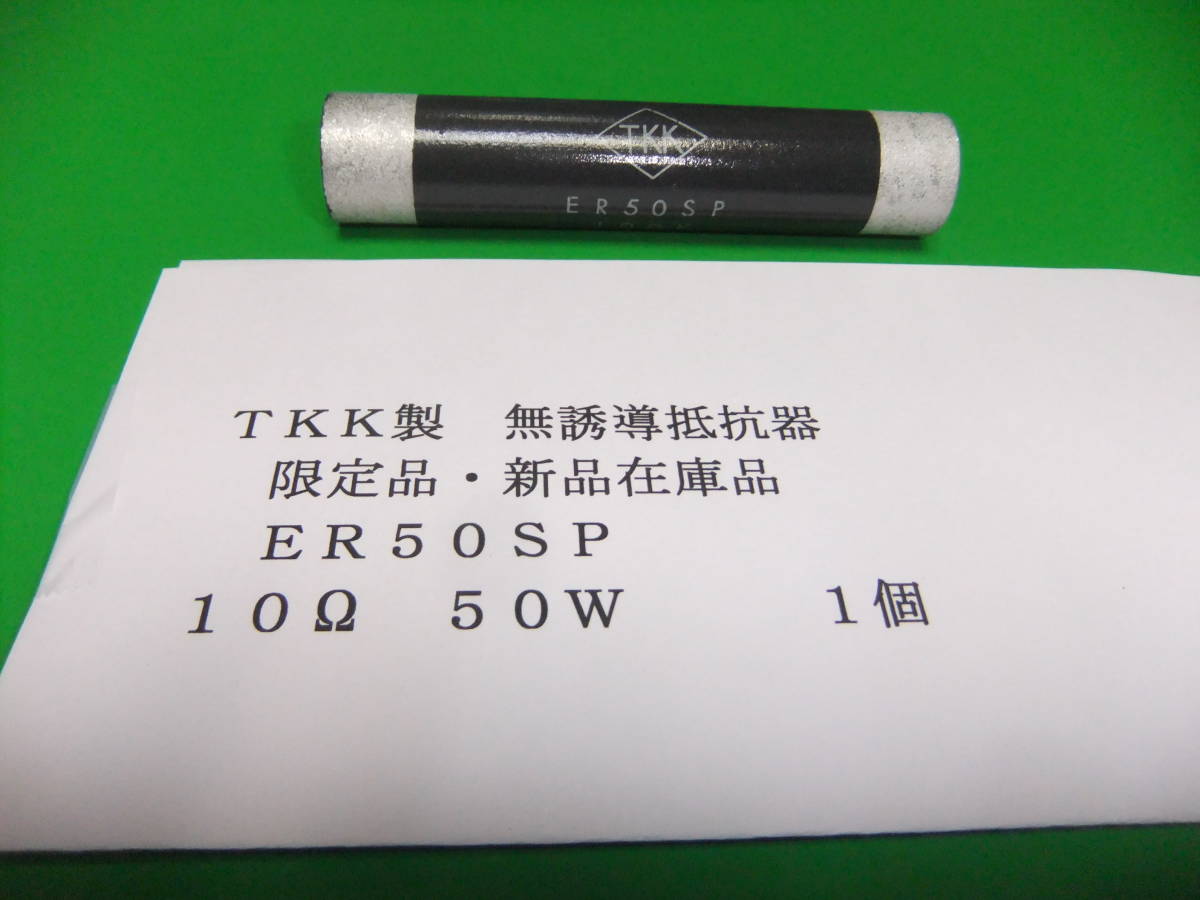 TKK
ER50SP
TKK製　無誘導抵抗器
限定品・新品在庫品
ER50SP
10Ω　50W　1個